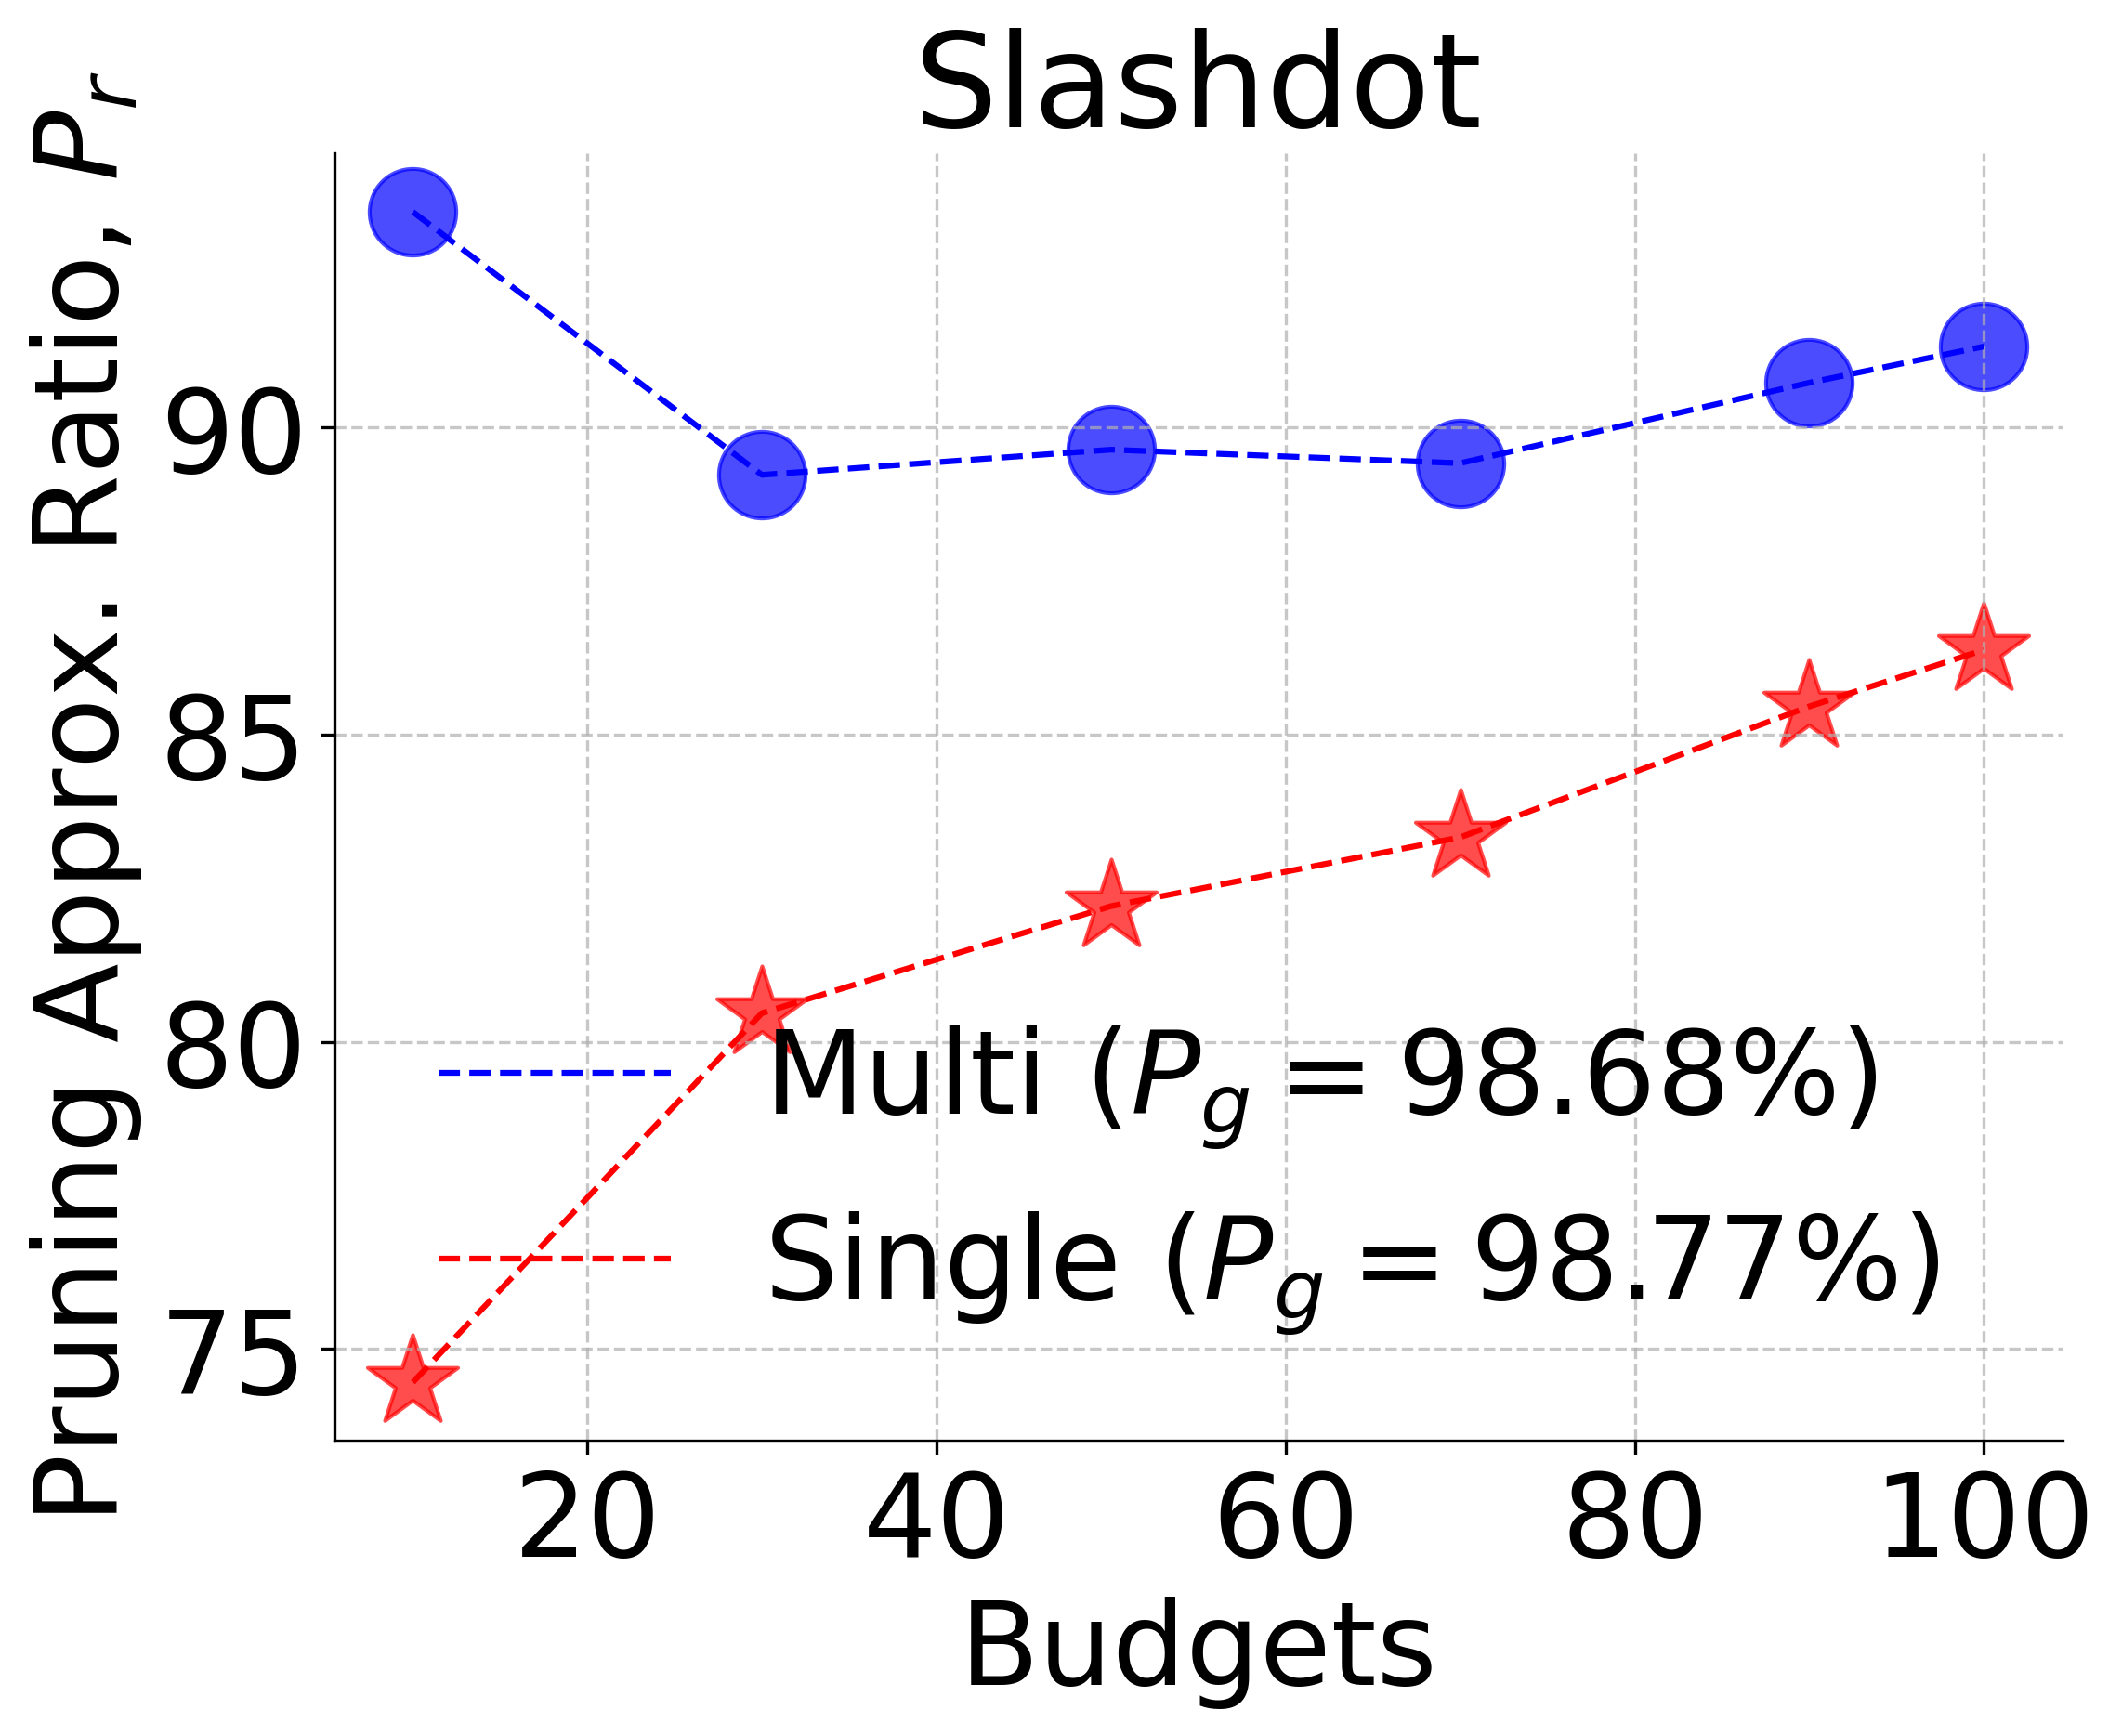 Slashdot
Pruning Approx. Ratio, P_r
90
85
80
75
Multi (P_g = 98.68%)
Single (P_g = 98.77%)
20 40 60 80 100
Budgets